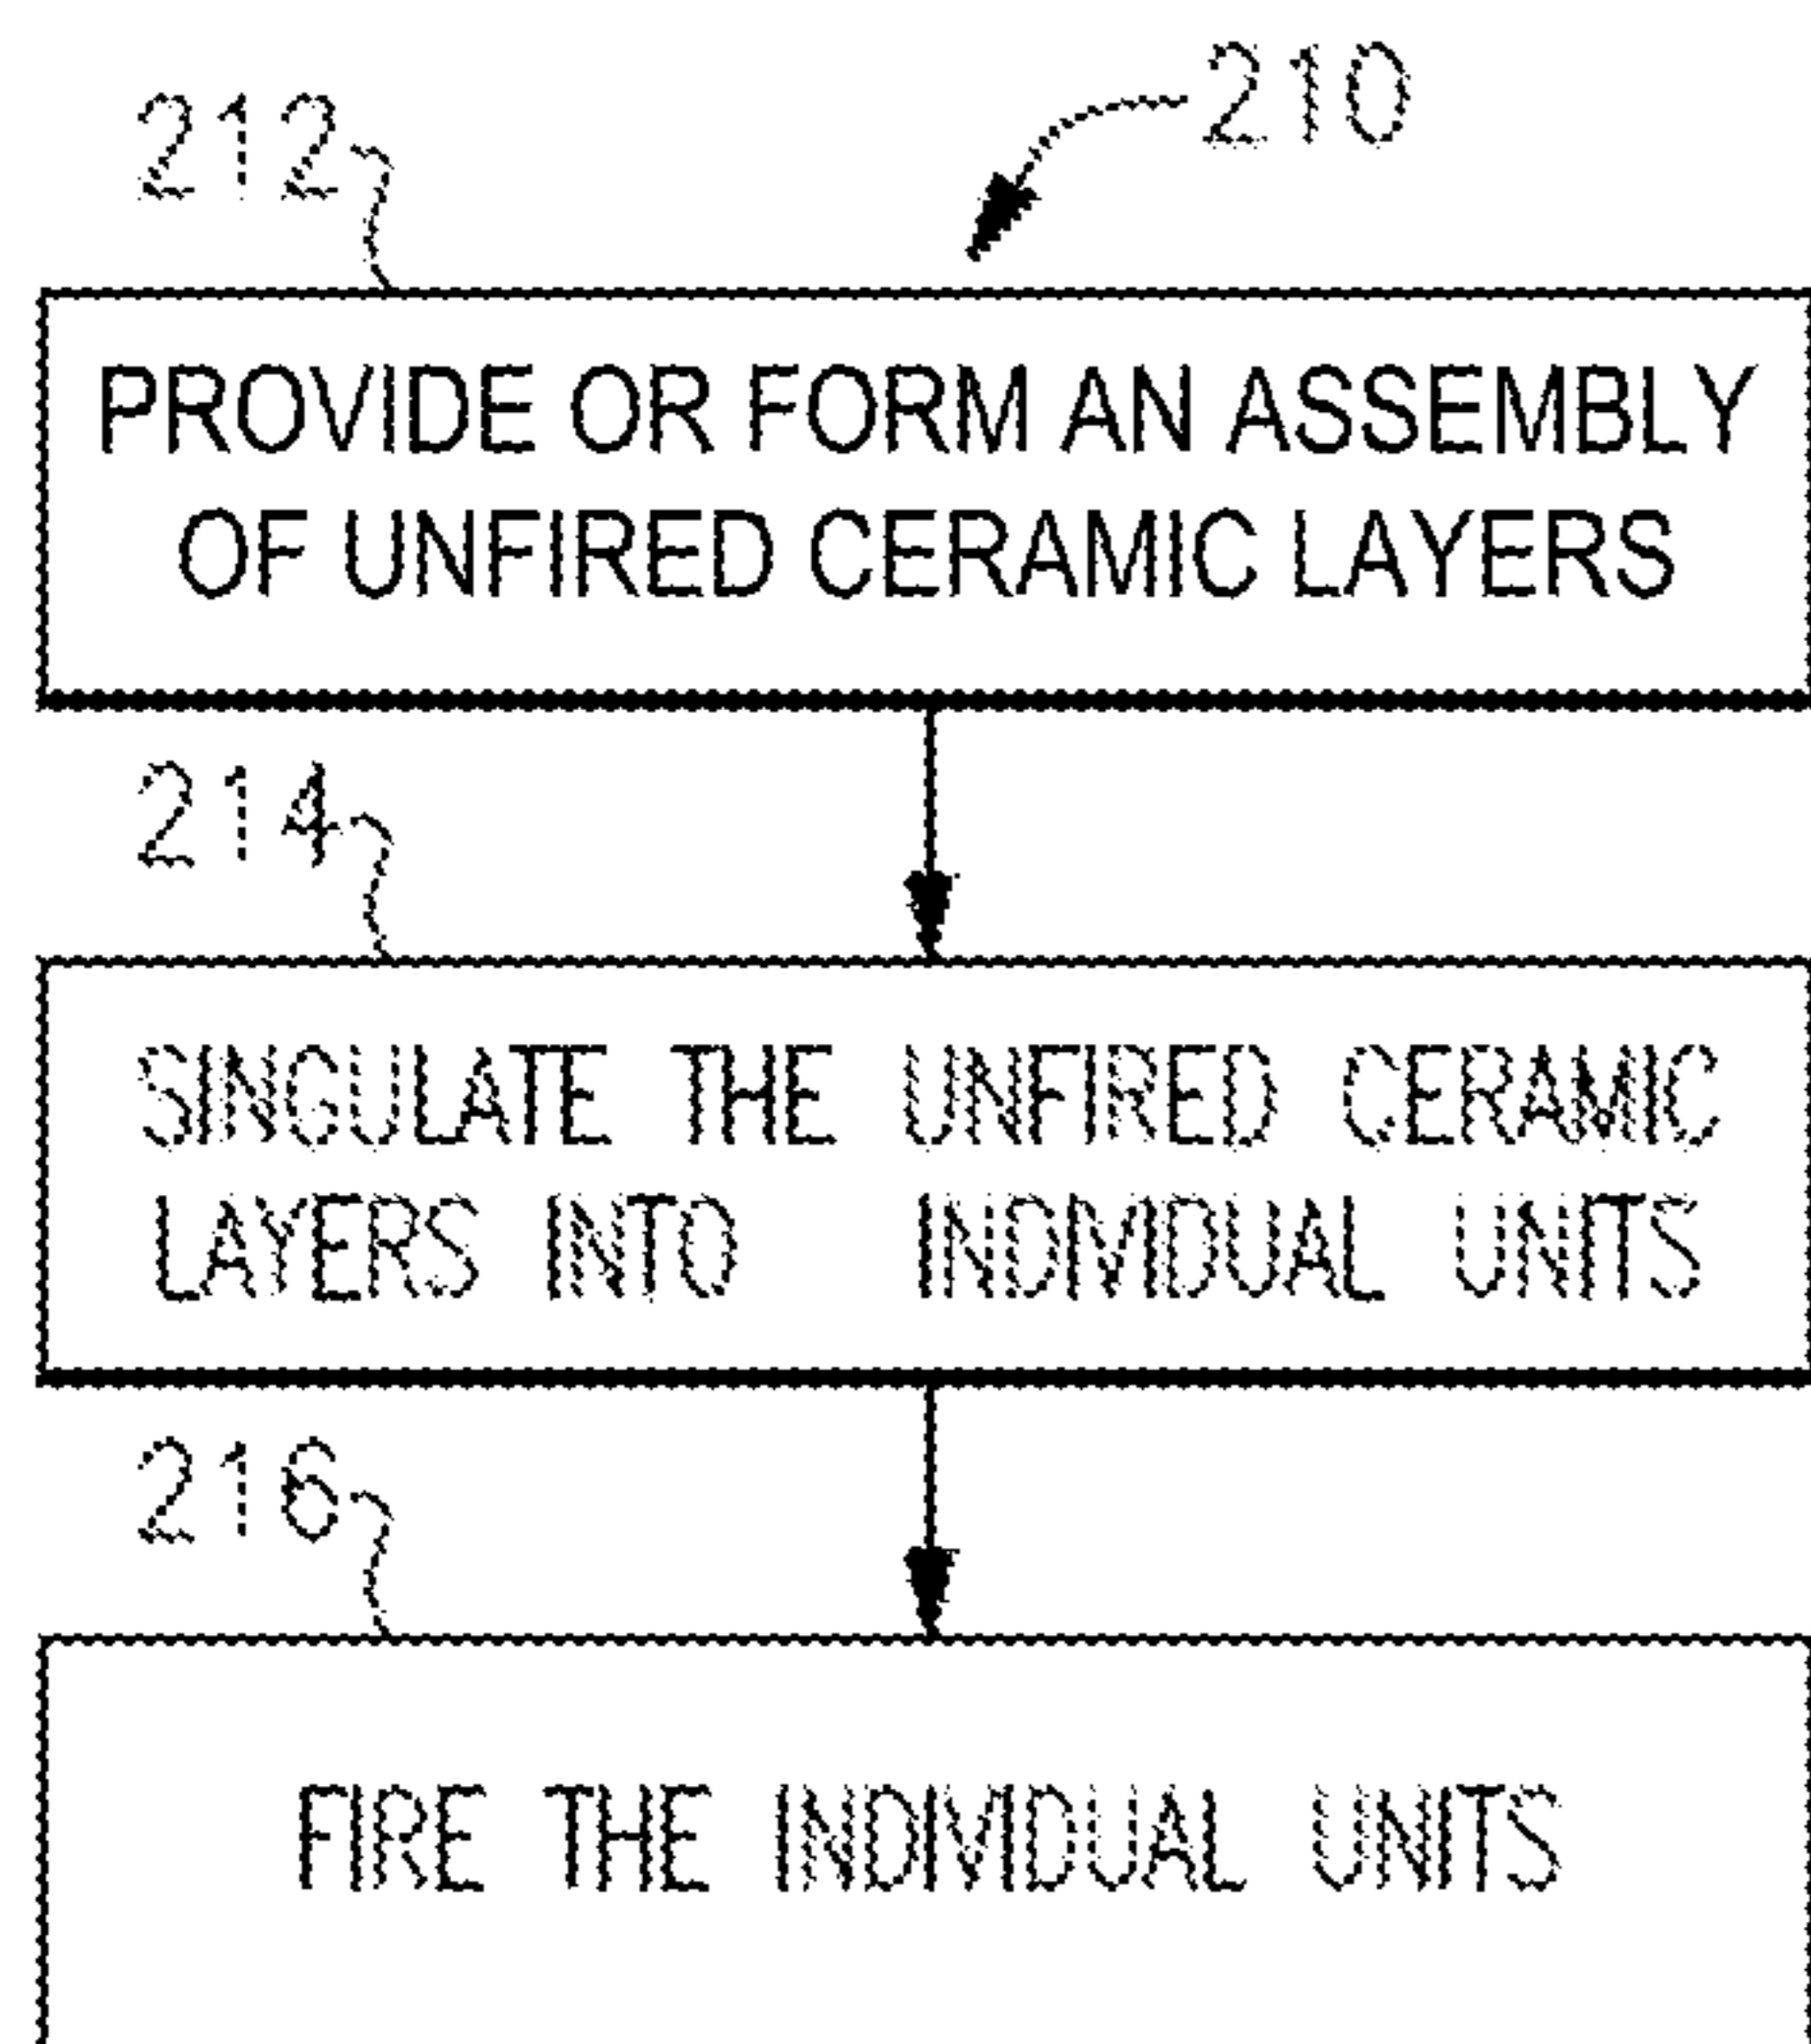 210
212
PROVIDE OR FORM AN ASSEMBLY
OF UNFIRED CERAMIC LAYERS
214
SINGULATE THE UNFIRED CERAMIC
LAYERS INTO INDIVIDUAL UNITS
216
FIRE THE INDIVIDUAL UNITS